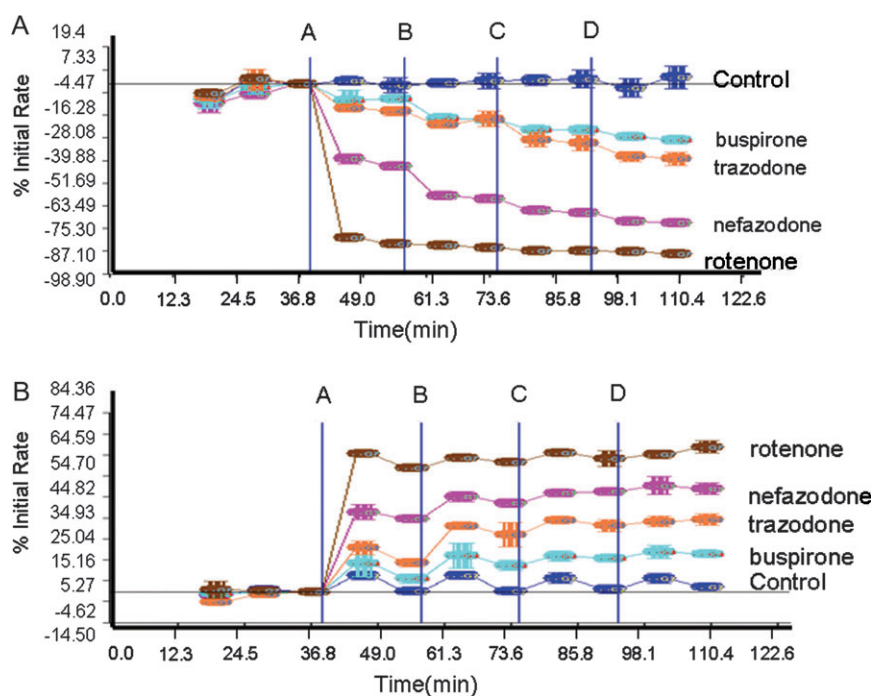 A
A B C D
19.4
7.33
-4.47
-16.28
-28.08
-39.88
-51.69
-63.49
-75.30
-87.10
-98.90
% Initial Rate
Control
buspirone
trazodone
nefazodone
rotenone
0.0 12.3 24.5 36.8 49.0 61.3 73.6 85.8 98.1 110.4 122.6
Time(min)
B
A B C D
84.36
74.47
64.59
54.70
44.82
34.93
25.04
15.16
5.27
-4.62
-14.50
% Initial Rate
rotenone
nefazodone
trazodone
buspirone
Control
0.0 12.3 24.5 36.8 49.0 61.3 73.6 85.8 98.1 110.4 122.6
Time(min)